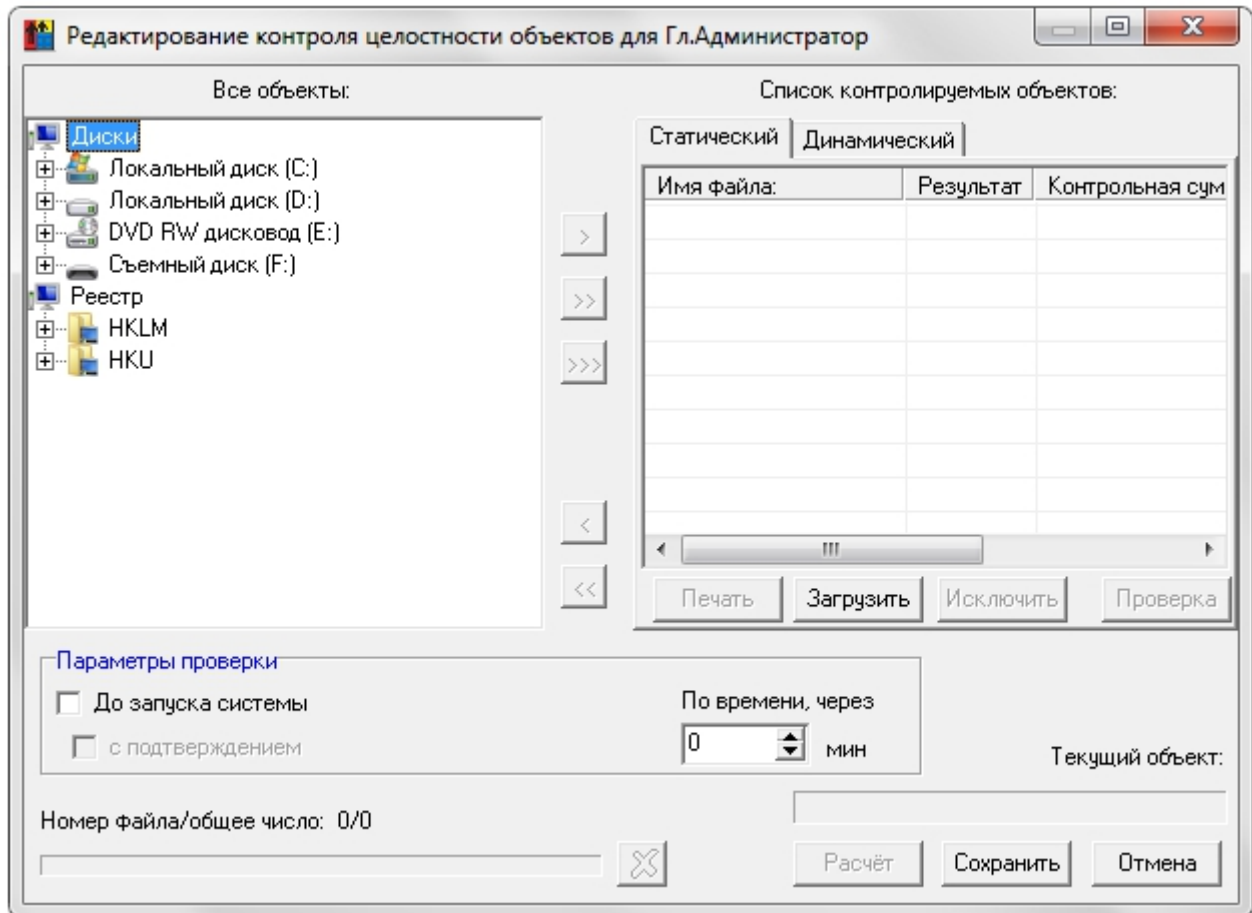 Редактирование контроля целостности объектов для Гл.Администратор
Все объекты:
Диски
Локальный диск (C:)
Локальный диск (D:)
DVD RW дисковод (E:)
Съемный диск (F:)
Реестр
HKLM
HKU
>
>>
>>>
<
<<
Список контролируемых объектов:
Статический Динамический
Имя файла: Результат Контрольная сум
Печать Загрузить Исключить Проверка
Параметры проверки
До запуска системы
с подтверждением
По времени, через
0 мин
Текущий объект:
Номер файла/общее число: 0/0
Расчёт Сохранить Отмена